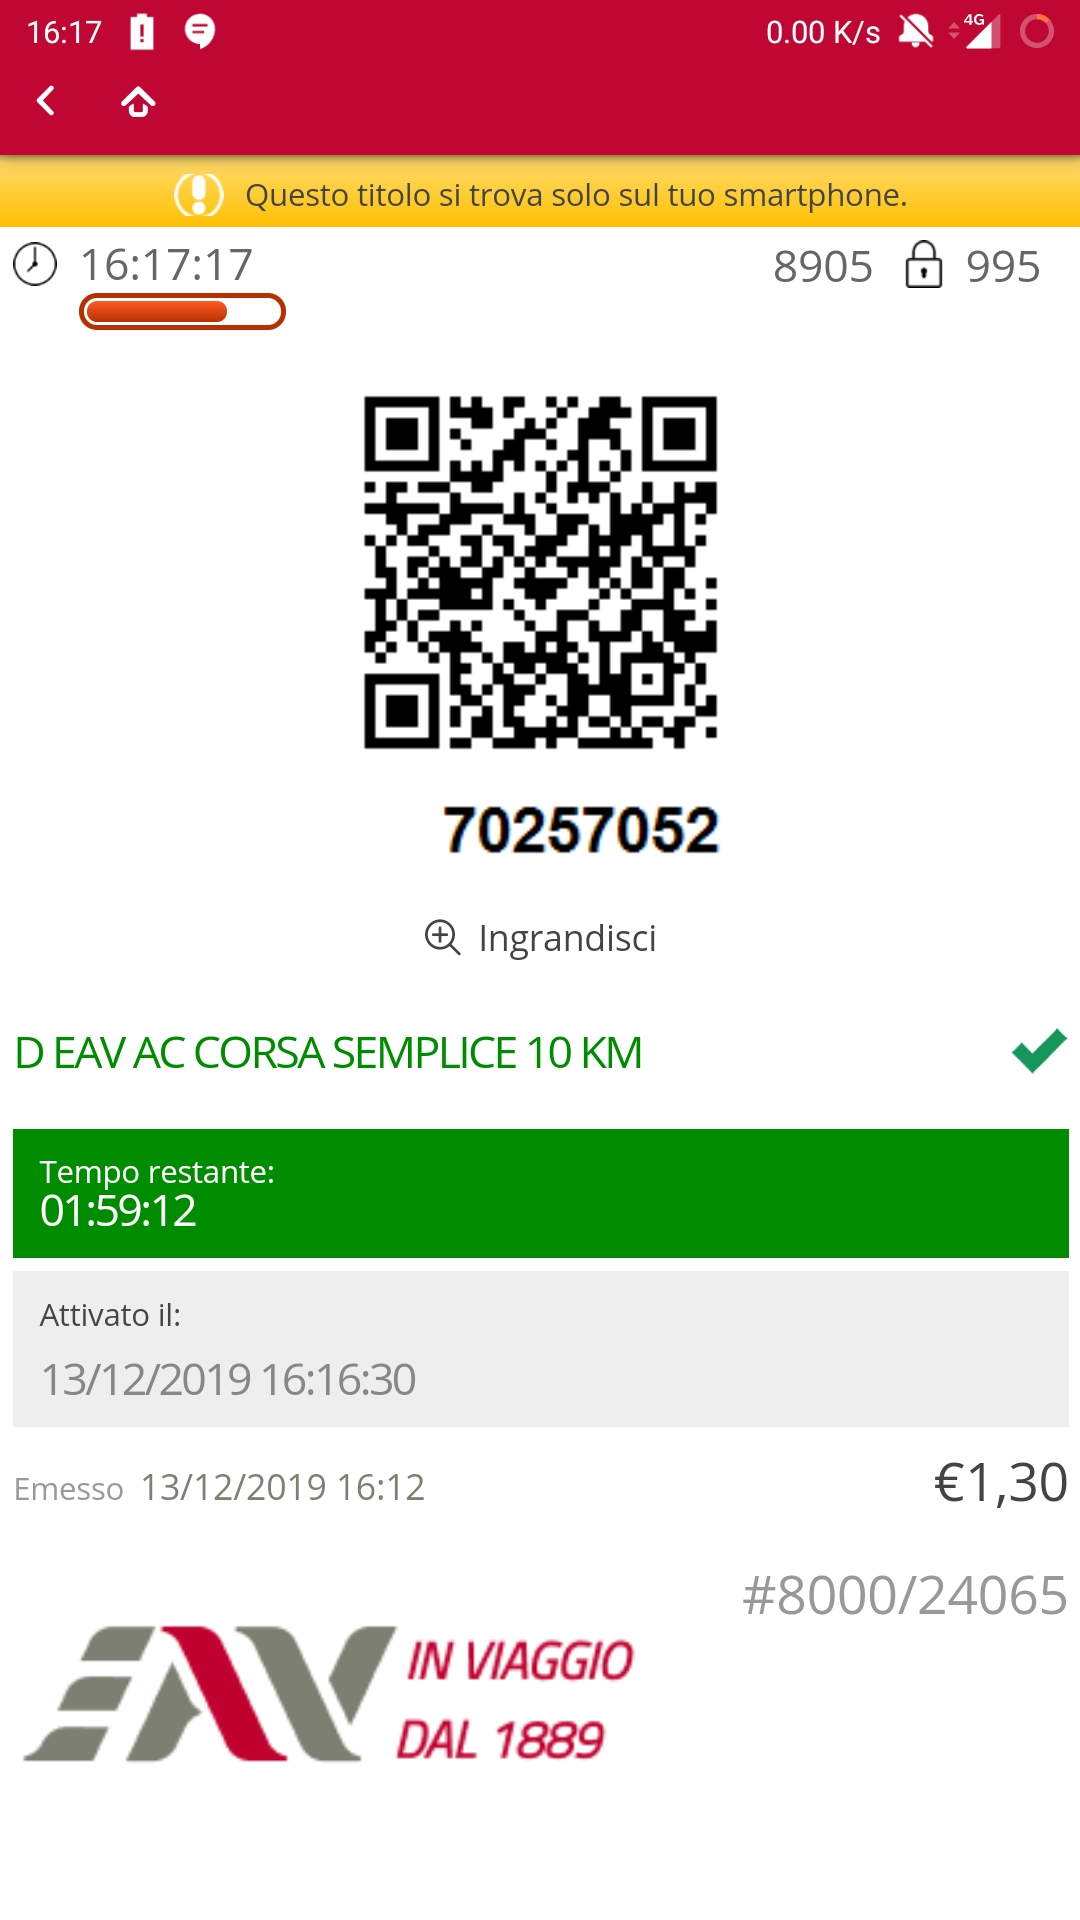 16:17
0.00 K/s
4G
Questo titolo si trova solo sul tuo smartphone.
16:17:17
8905 995
70257052
Ingrandisci
D EAV AC CORSA SEMPLICE 10 KM
Tempo restante:
01:59:12
Attivato il:
13/12/2019 16:16:30
Emesso 13/12/2019 16:12
€1,30
#8000/24065
EAV
IN VIAGGIO
DAL 1889